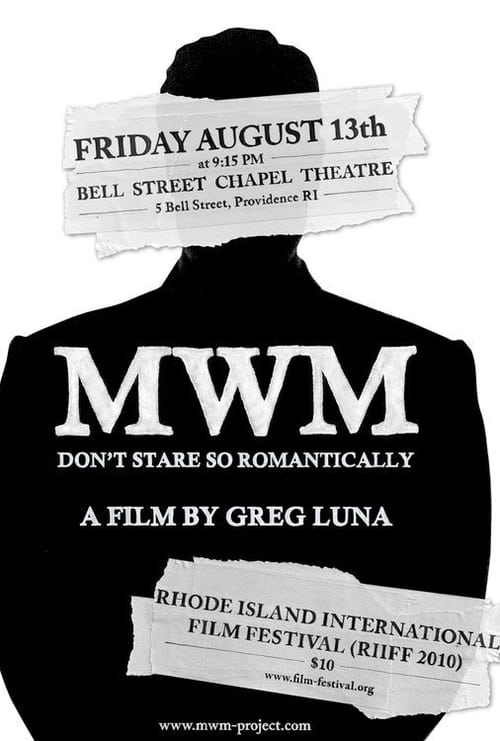 FRIDAY AUGUST 13th
at 9:15 PM
BELL STREET CHAPEL THEATRE
5 Bell Street, Providence RI
MWM
DON'T STARE SO ROMANTICALLY
A FILM BY GREG LUNA
RHODE ISLAND INTERNATIONAL
FILM FESTIVAL (RIIFF 2010)
$10
www.film-festival.org
www.mwm-project.com